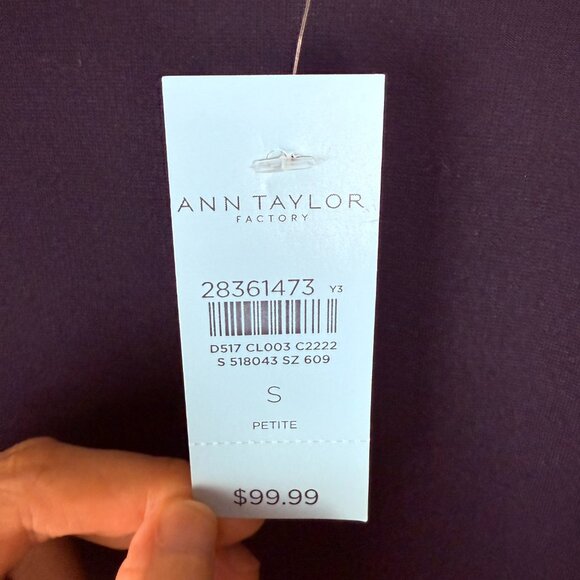 ANN TAYLOR
FACTORY
28361473 Y3
D517 CL003 C2222
S 518043 SZ 609
S
PETITE
$99.99